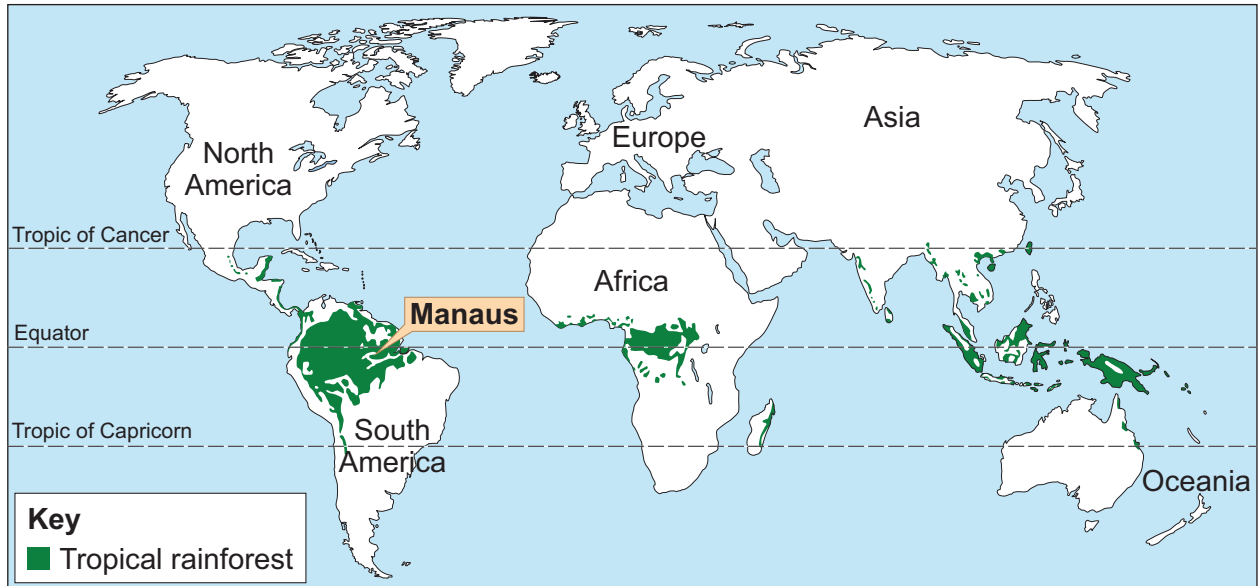 North
America
Europe
Asia
Tropic of Cancer
Africa
Manaus
Equator
Tropic of Capricorn
South
America
Oceania
Key
Tropical rainforest